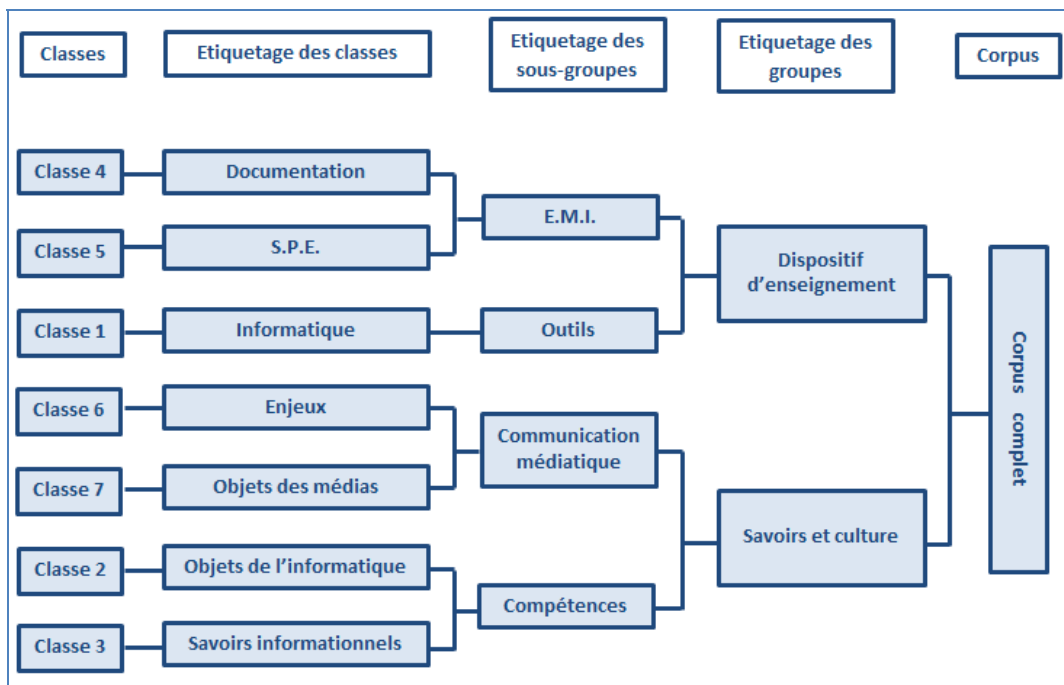 Classes
Etiquetage des classes
Etiquetage des
sous-groupes
Etiquetage des
groupes
Corpus
Classe 4
Documentation
E.M.I.
Classe 5
S.P.E.
Dispositif
d’enseignement
Classe 1
Informatique
Outils
Corpus complet
Classe 6
Enjeux
Communication
médiatique
Classe 7
Objets des médias
Savoirs et culture
Classe 2
Objets de l’informatique
Compétences
Classe 3
Savoirs informationnels